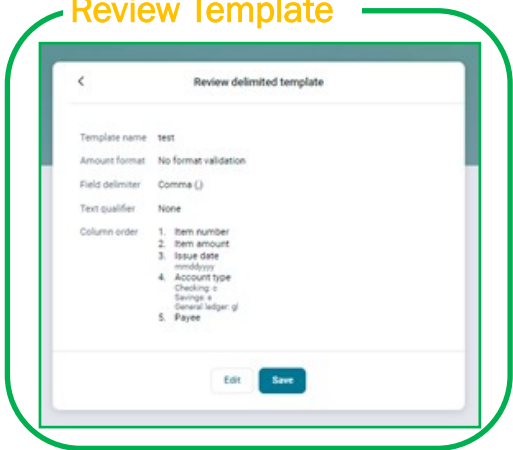 Review Template
Review delimited template
Template name test
Amount format No format validation
Field delimiter Comma (,)
Text qualifier None
Column order 1. Item number
2. Item amount
3. Issue date
mmddyyyy
4. Account type
Checking: c
Savings: s
General ledger: gl
5. Payee
Edit Save